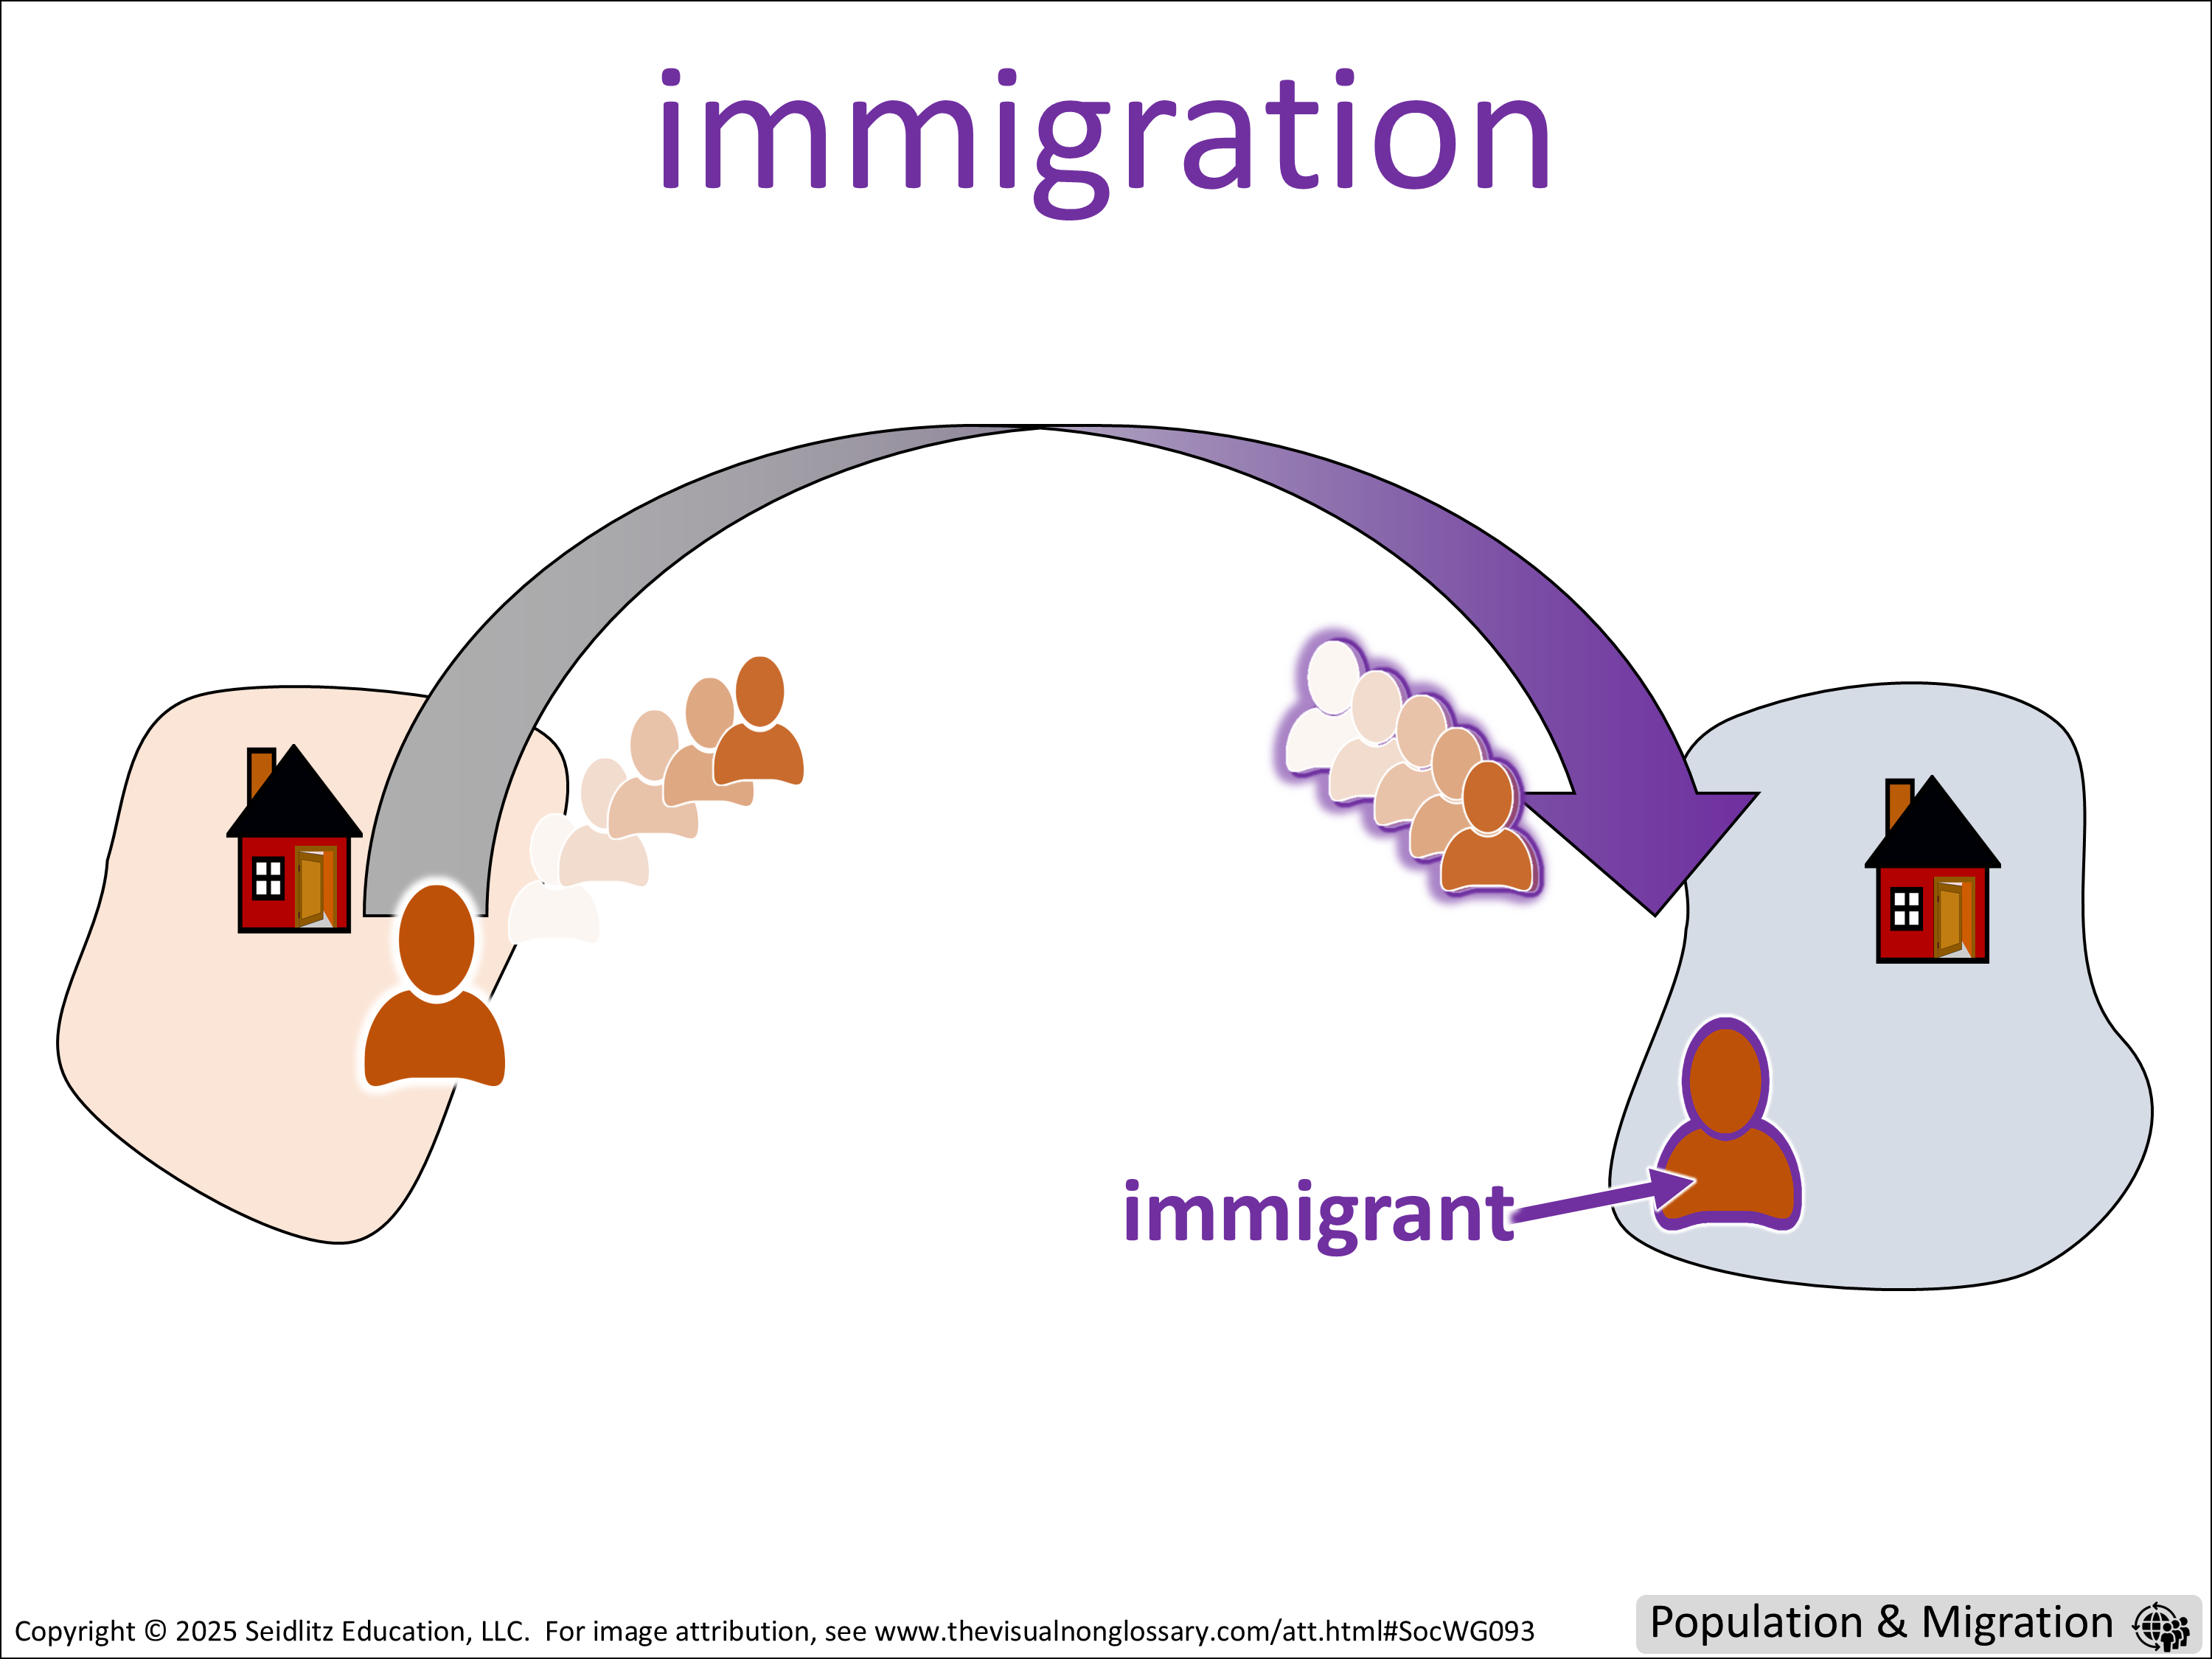 immigration
immigrant
Copyright © 2025 Seidlitz Education, LLC.  For image attribution, see www.thevisualnonglossary.com/att.html#SocWG093
Population & Migration